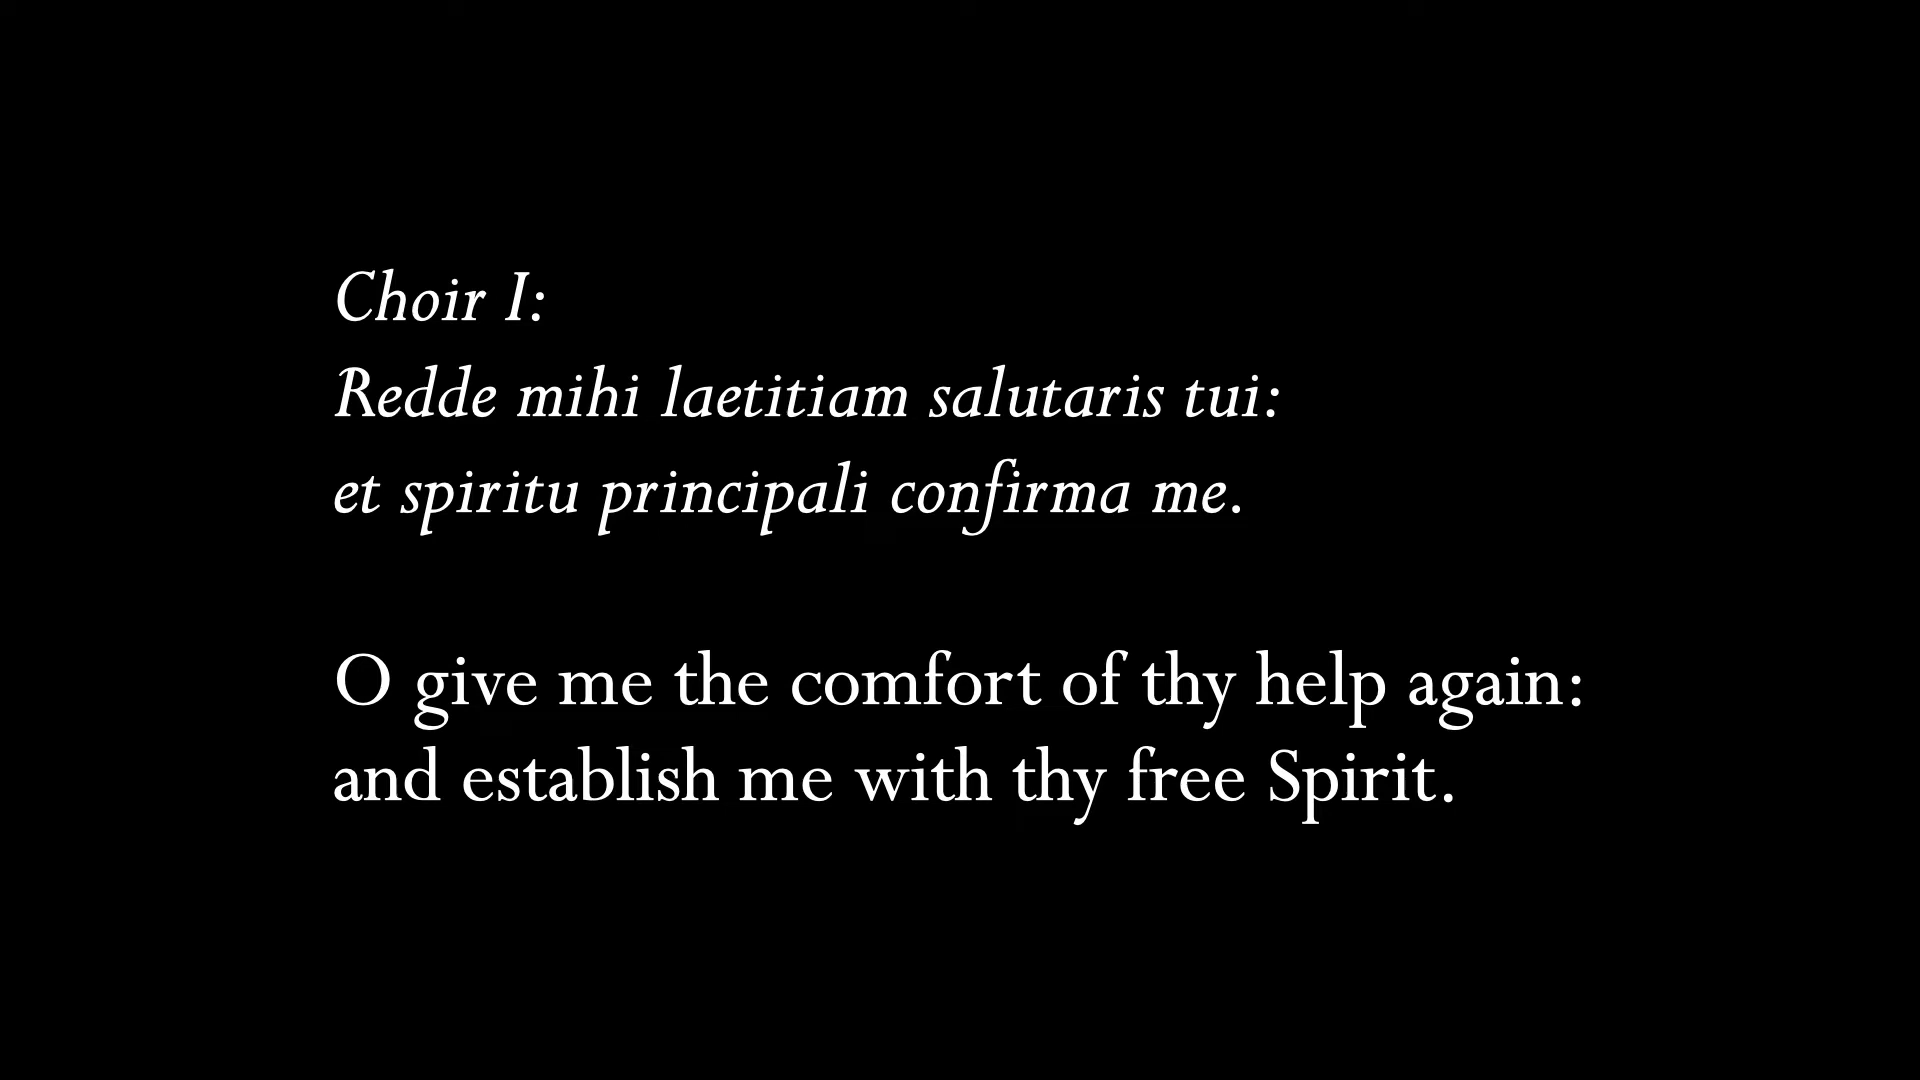 Choir I:
Redde mihi laetitiam salutaris tui:
et spiritu principali confirma me.
O give me the comfort of thy help again:
and establish me with thy free Spirit.